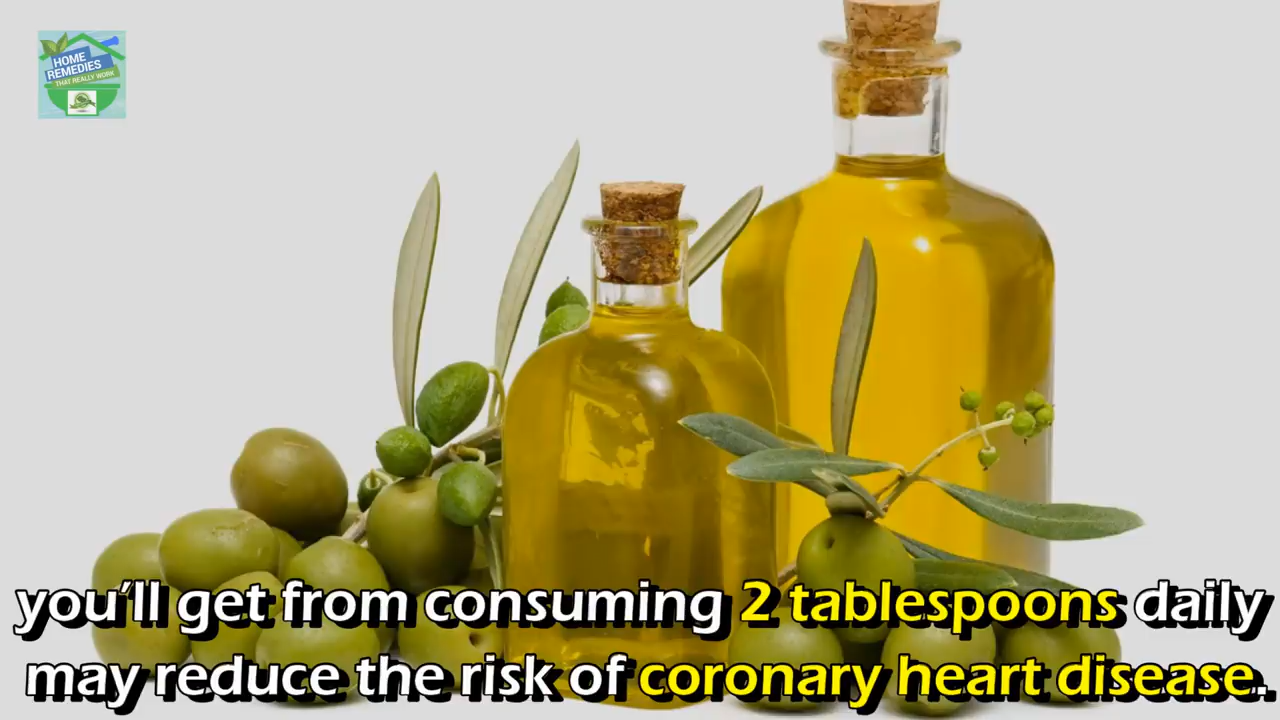 HOME
REMEDIES
THAT REALLY WORK
you'll get from consuming 2 tablespoons daily
may reduce the risk of coronary heart disease.